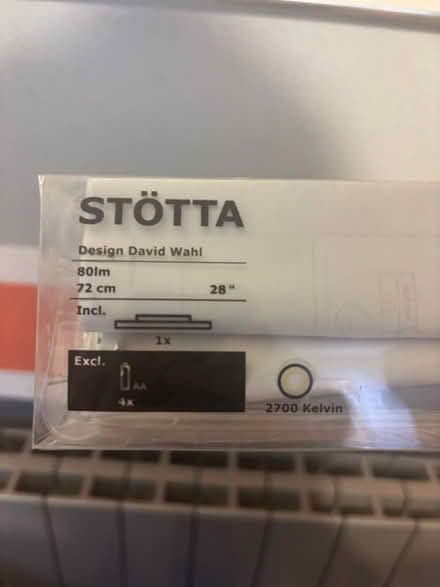 STÖTTA
Design David Wahl
80lm
72 cm 28"
Incl.
1x
Excl.
AA
4x
2700 Kelvin